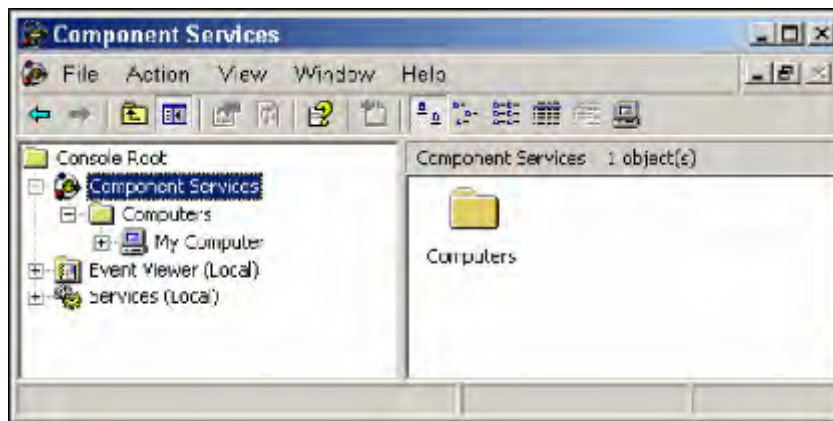 Component Services
File Action View Window Help
Console Root
Component Services
Computers
My Computer
Event Viewer (Local)
Services (Local)
Component Services 1 object(s)
Computers